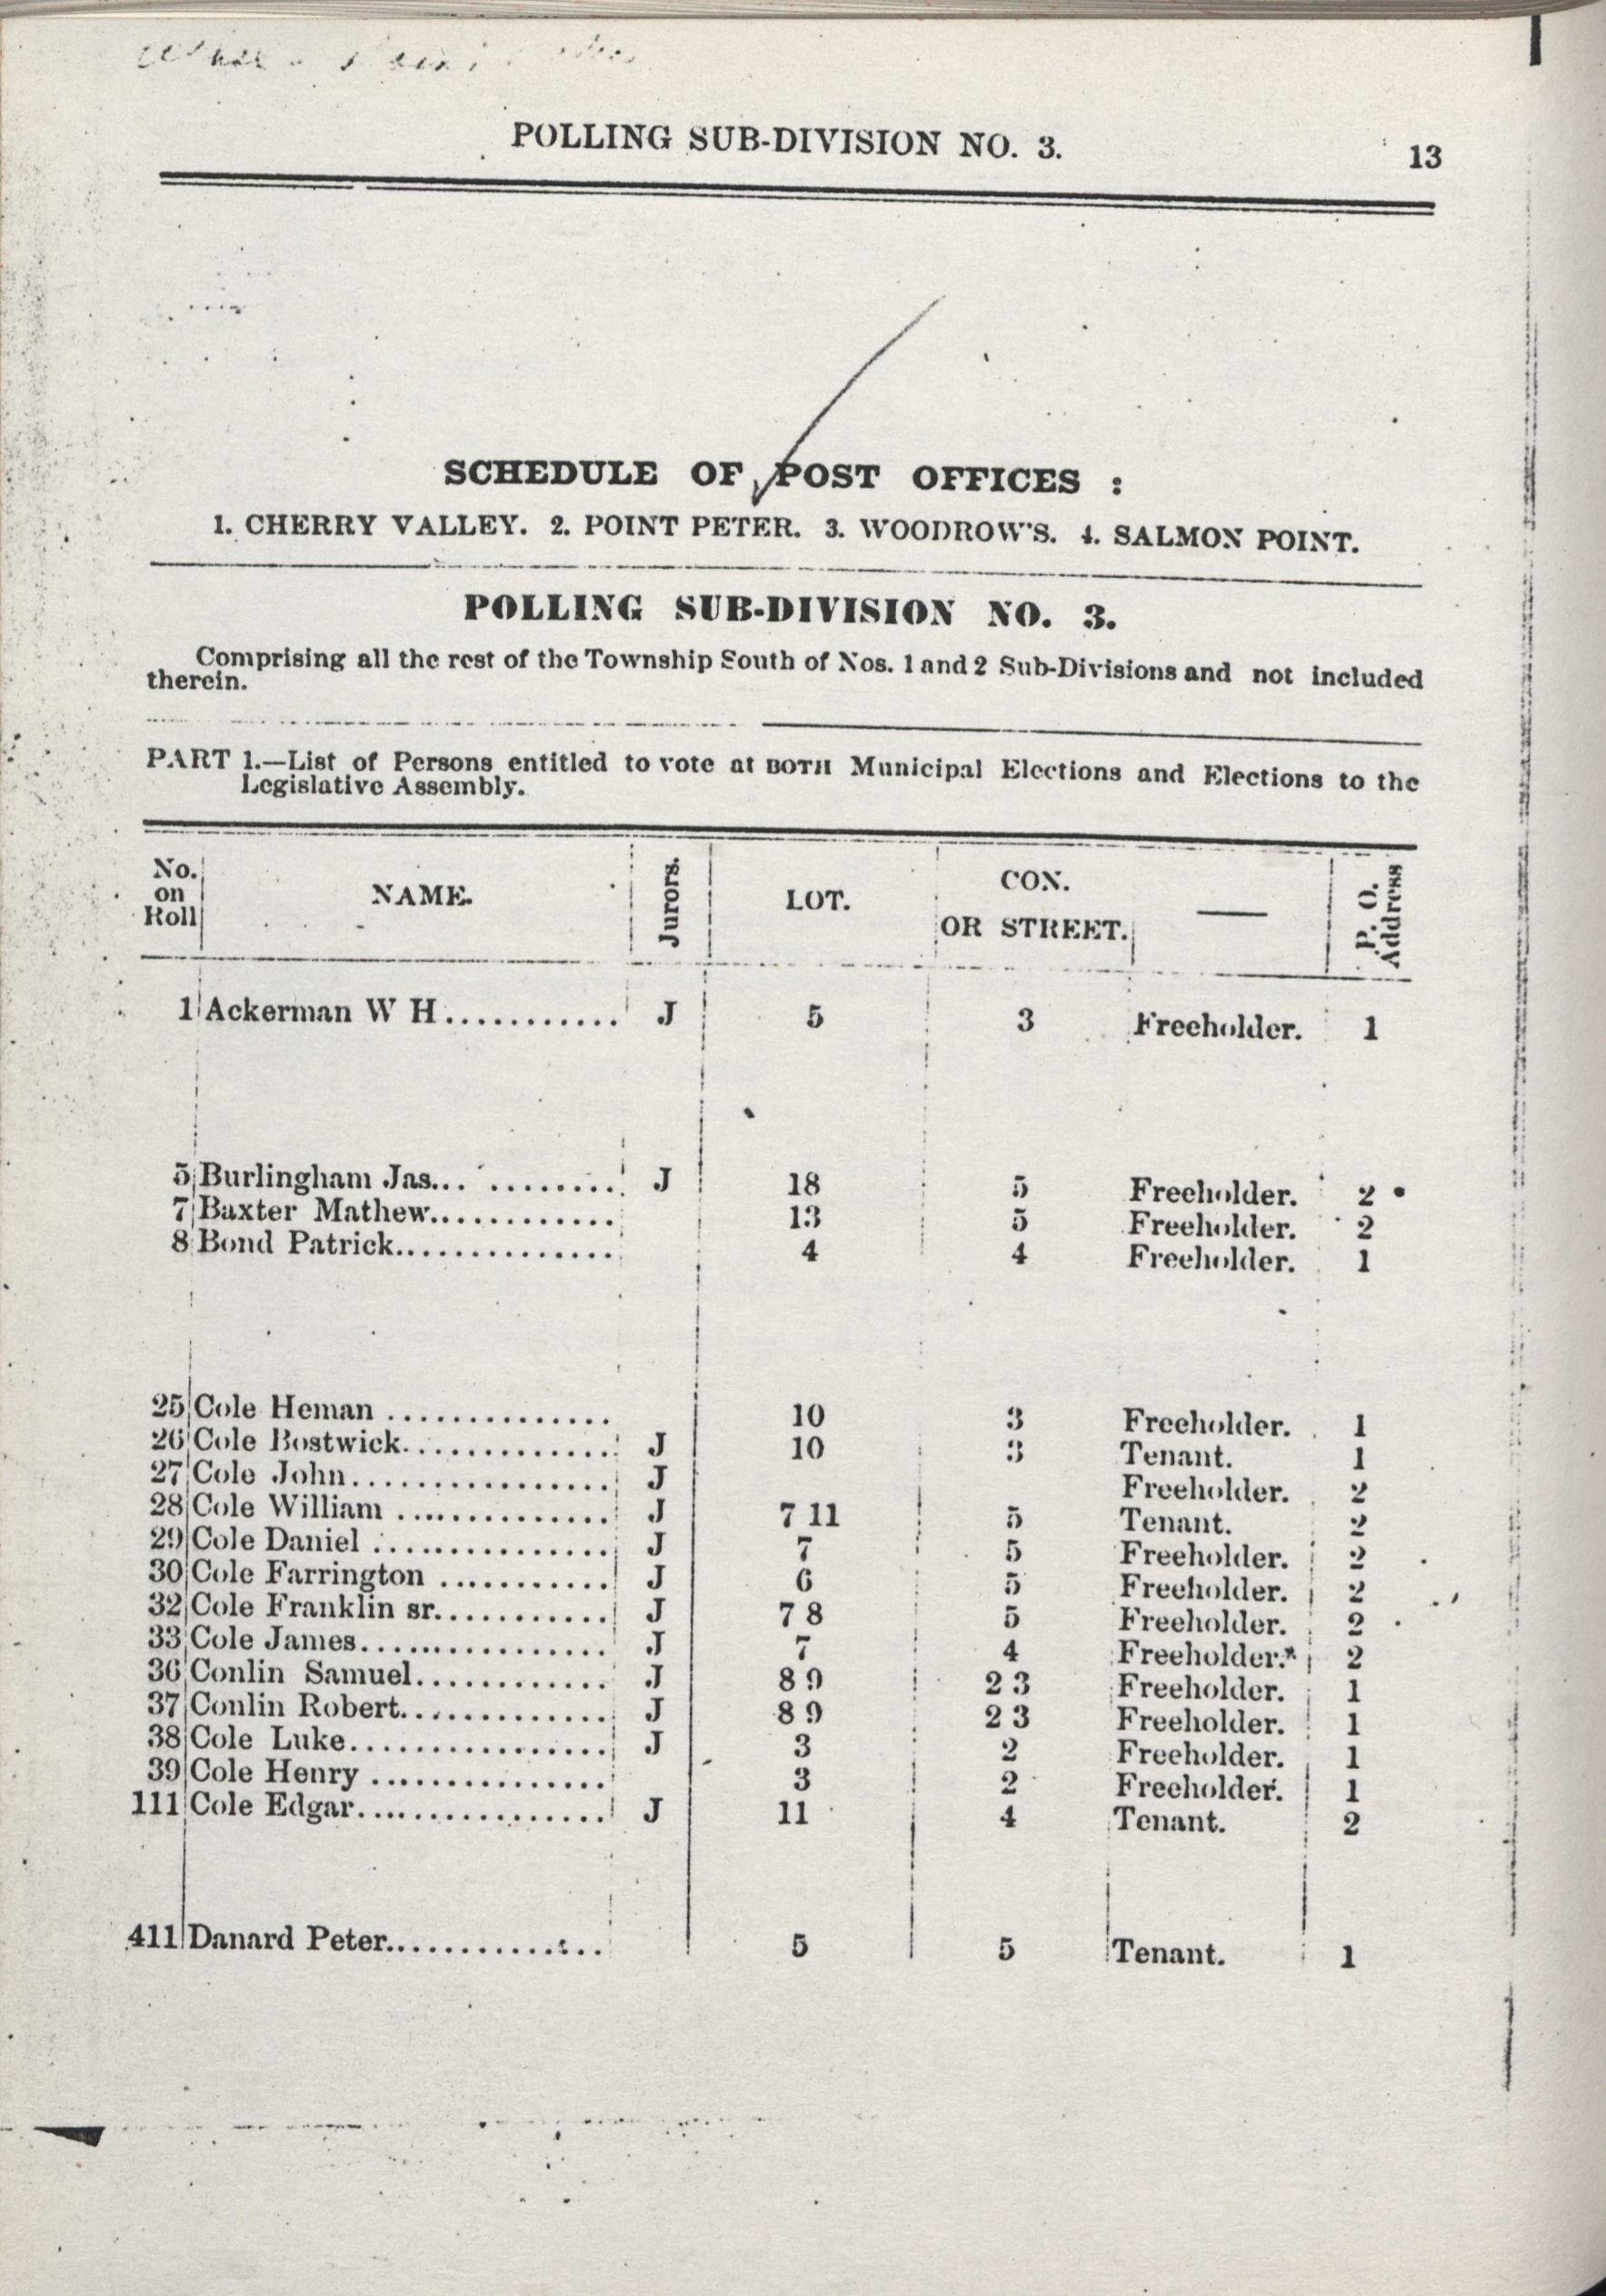 POLLING SUB-DIVISION NO. 3. 13
SCHEDULE OF POST OFFICES :
1. CHERRY VALLEY. 2. POINT PETER. 3. WOODROW'S. 4. SALMON POINT.
POLLING SUB-DIVISION NO. 3.
Comprising all the rest of the Township South of Nos. 1 and 2 Sub-Divisions and not included
therein.
PART 1.—List of Persons entitled to vote at BOTH Municipal Elections and Elections to the
Legislative Assembly.
No. on Roll NAME. Jurors. LOT. CON. OR STREET. — P. O. Address
1 Ackerman W H........... J 5 3 Freeholder. 1
5 Burlingham Jas... ........ J 18 5 Freeholder. 2
7 Baxter Mathew............ 13 5 Freeholder. 2
8 Bond Patrick.............. 4 4 Freeholder. 1
25 Cole Heman .............. 10 3 Freeholder. 1
26 Cole Bostwick............. J 10 3 Tenant. 1
27 Cole John................ J Freeholder. 2
28 Cole William ............. J 7 11 5 Tenant. 2
29 Cole Daniel ............... J 7 5 Freeholder. 2
30 Cole Farrington ........... J 6 5 Freeholder. 2
32 Cole Franklin sr........... J 7 8 5 Freeholder. 2
33 Cole James............... J 7 4 Freeholder.* 2
36 Conlin Samuel............ J 8 9 2 3 Freeholder. 1
37 Conlin Robert............. J 8 9 2 3 Freeholder. 1
38 Cole Luke................ J 3 2 Freeholder. 1
39 Cole Henry ............... 3 2 Freeholder. 1
111 Cole Edgar................ J 11 4 Tenant. 2
411 Danard Peter.............. 5 5 Tenant. 1